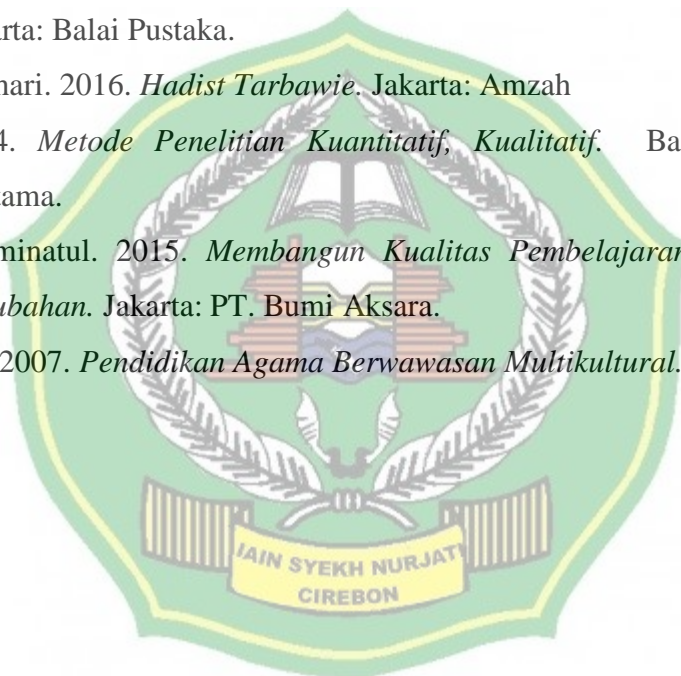 arta: Balai Pustaka.
hari. 2016. Hadist Tarbawie. Jakarta: Amzah
4. Metode Penelitian Kuantitatif, Kualitatif. Ba
tama.
minatul. 2015. Membangun Kualitas Pembelajaran
ubahan. Jakarta: PT. Bumi Aksara.
2007. Pendidikan Agama Berwawasan Multikultural.
IAIN SYEKH NURJATI
CIREBON